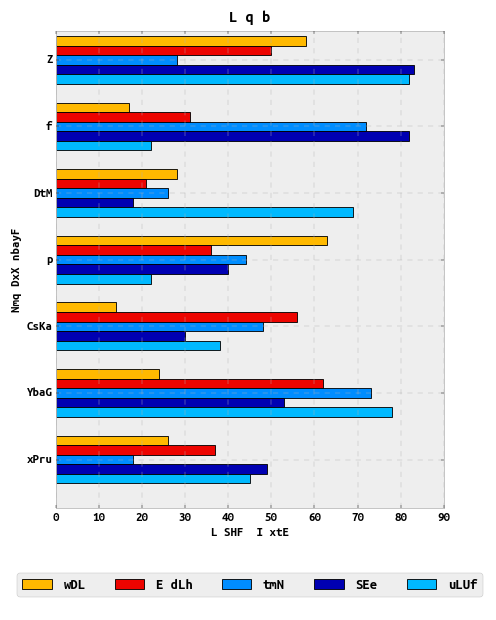 L q b
Nmq DxX nbayF
Z
f
DtM
p
CsKa
YbaG
xPru
0 10 20 30 40 50 60 70 80 90
L SHF  I xtE
wDL E dLh tmN SEe uLUf